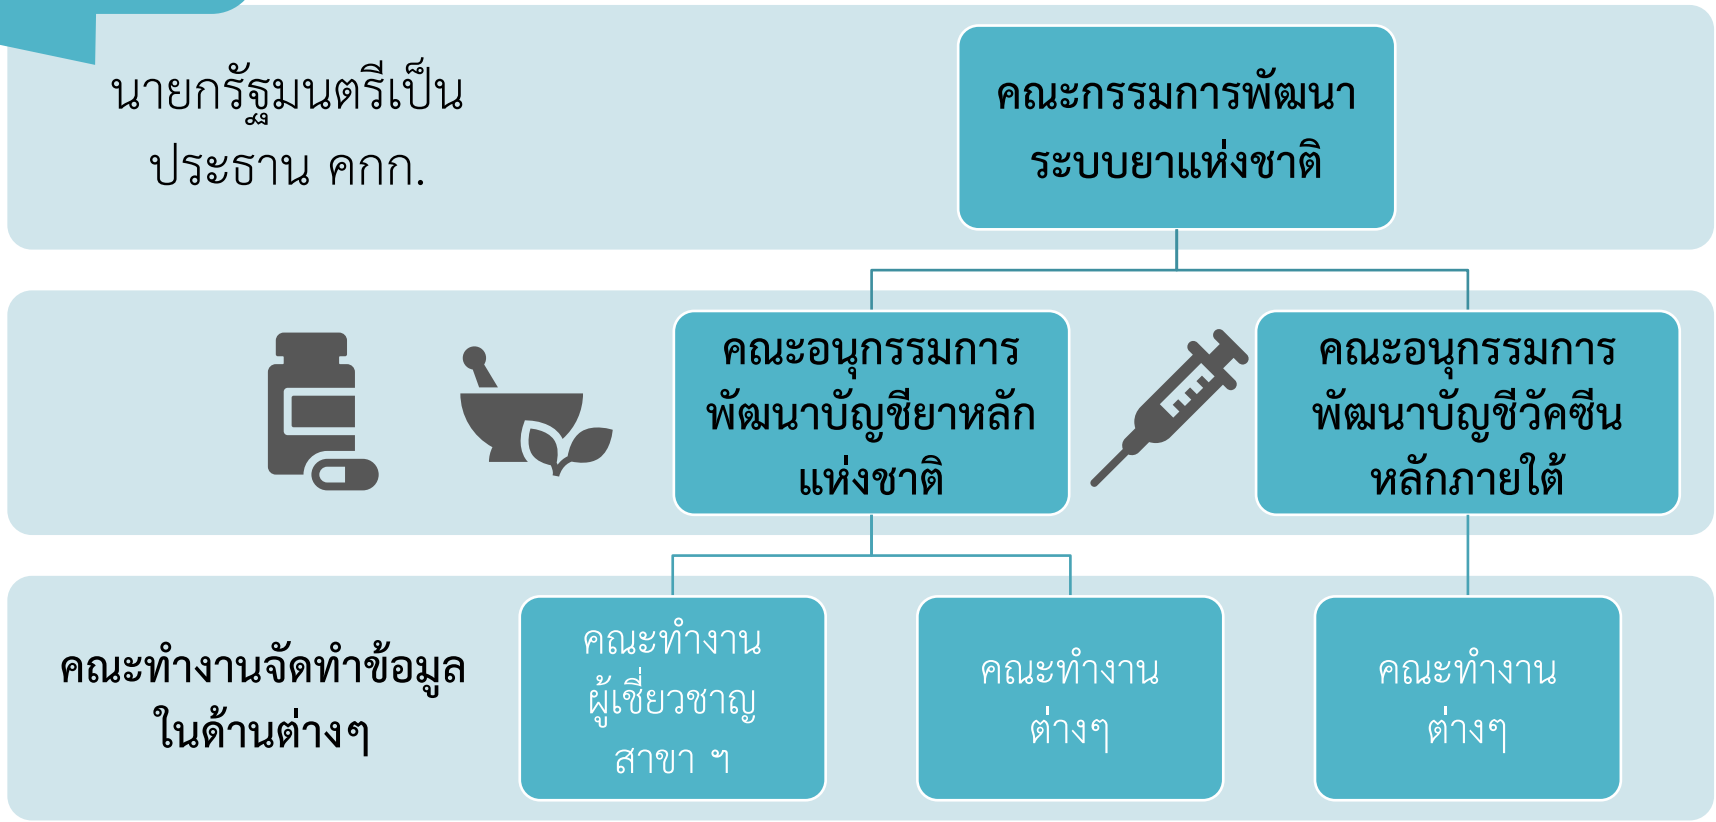 นายกรัฐมนตรีเป็น
ประธาน คกก.
คณะกรรมการพัฒนา
ระบบยาแห่งชาติ
คณะอนุกรรมการ
พัฒนาบัญชียาหลัก
แห่งชาติ
คณะอนุกรรมการ
พัฒนาบัญชีวัคซีน
หลักภายใต้
คณะทำงานจัดทำข้อมูล
ในด้านต่างๆ
คณะทำงาน
ผู้เชี่ยวชาญ
สาขา ฯ
คณะทำงาน
ต่างๆ
คณะทำงาน
ต่างๆ